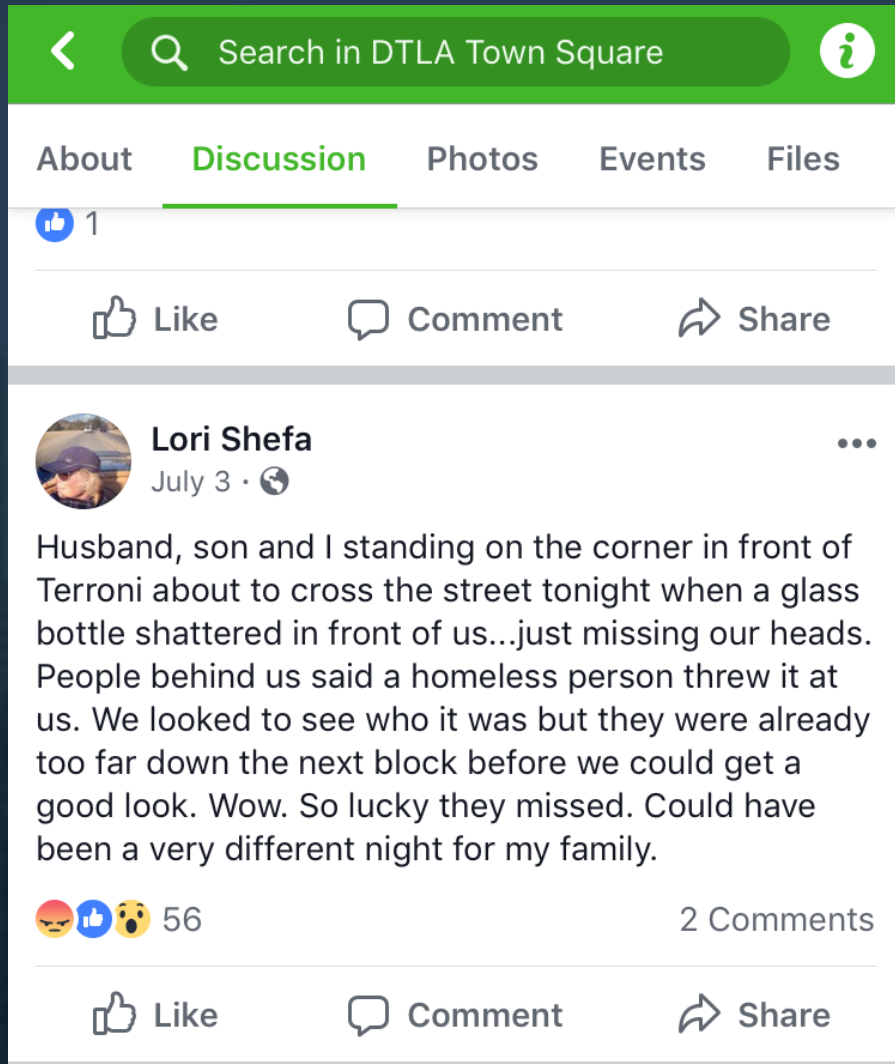 Search in DTLA Town Square
About Discussion Photos Events Files
1
Like Comment Share
Lori Shefa
July 3 ·
Husband, son and I standing on the corner in front of
Terroni about to cross the street tonight when a glass
bottle shattered in front of us...just missing our heads.
People behind us said a homeless person threw it at
us. We looked to see who it was but they were already
too far down the next block before we could get a
good look. Wow. So lucky they missed. Could have
been a very different night for my family.
56 2 Comments
Like Comment Share